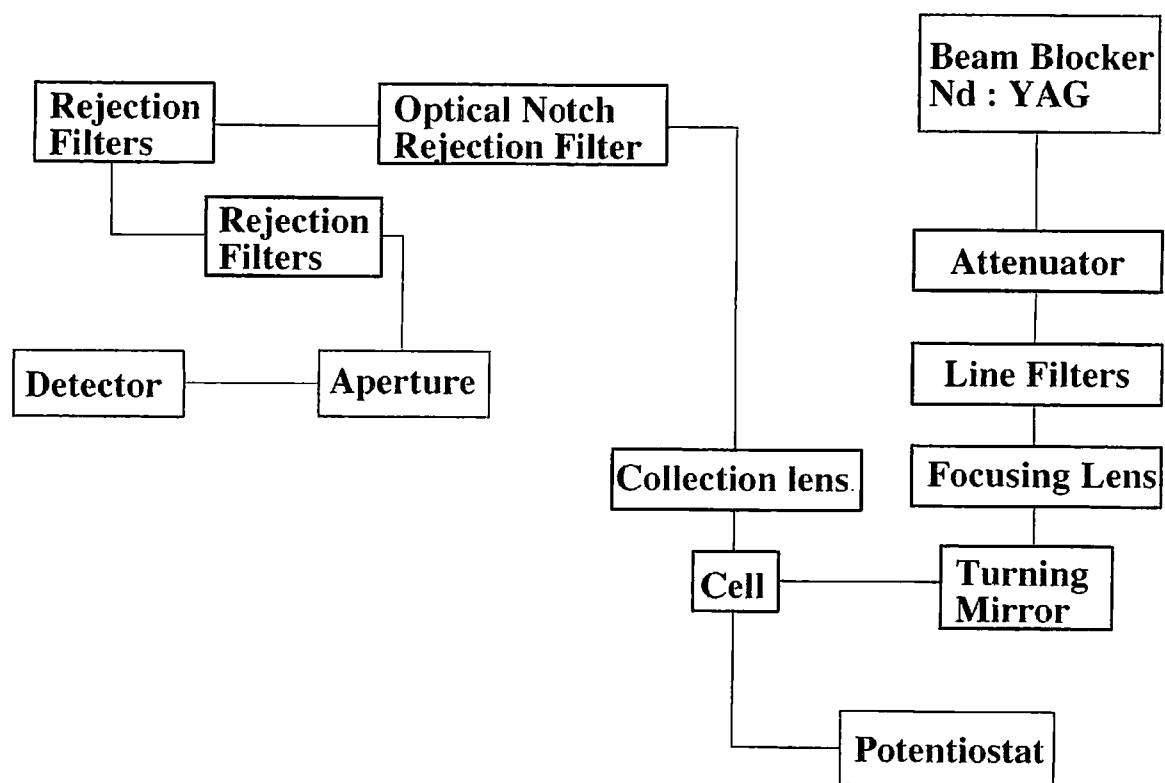 Beam Blocker
Nd : YAG
Rejection
Filters
Optical Notch
Rejection Filter
Rejection
Filters
Attenuator
Line Filters
Detector
Aperture
Collection lens.
Focusing Lens
Cell
Turning
Mirror
Potentiostat